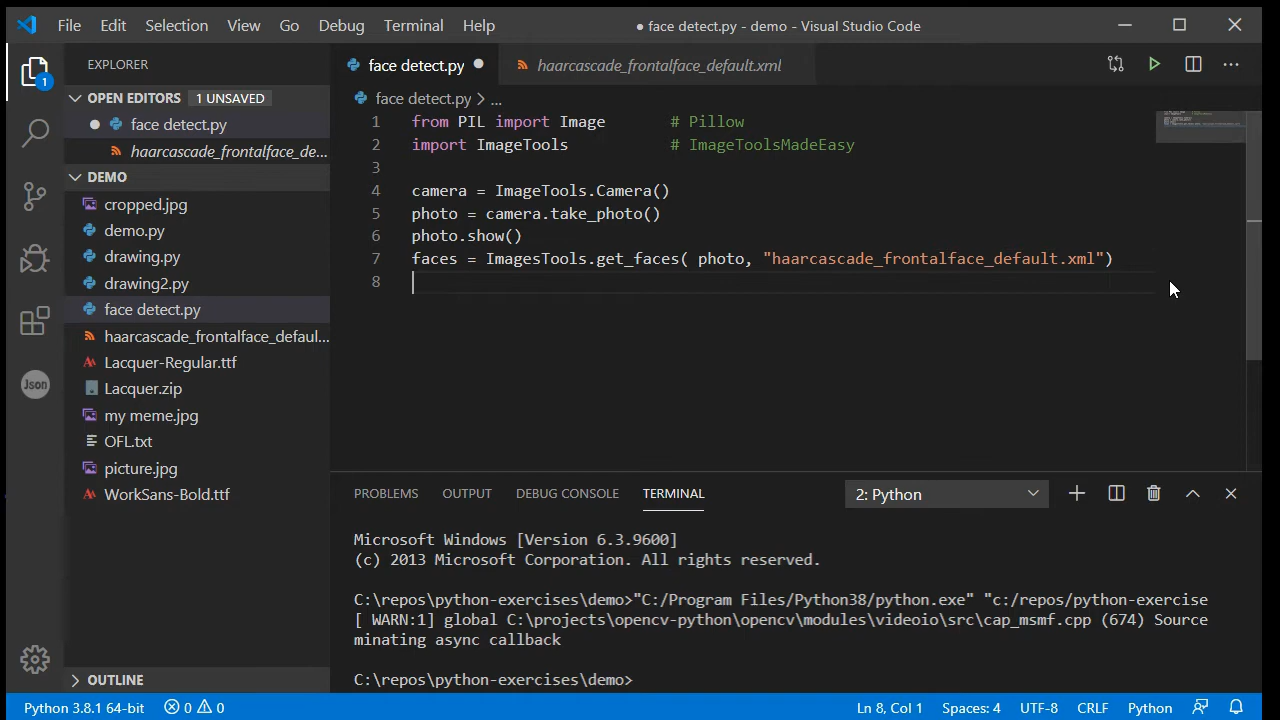 File Edit Selection View Go Debug Terminal Help ● face detect.py - demo - Visual Studio Code
1
EXPLORER
OPEN EDITORS 1 UNSAVED
● face detect.py
haarcascade_frontalface_de...
DEMO
cropped.jpg
demo.py
drawing.py
drawing2.py
face detect.py
haarcascade_frontalface_defaul...
Lacquer-Regular.ttf
Lacquer.zip
my meme.jpg
OFL.txt
picture.jpg
WorkSans-Bold.ttf
OUTLINE
Json
face detect.py ● haarcascade_frontalface_default.xml
face detect.py > ...
1 from PIL import Image # Pillow
2 import ImageTools # ImageToolsMadeEasy
3
4 camera = ImageTools.Camera()
5 photo = camera.take_photo()
6 photo.show()
7 faces = ImagesTools.get_faces( photo, "haarcascade_frontalface_default.xml")
8
PROBLEMS OUTPUT DEBUG CONSOLE TERMINAL 2: Python
Microsoft Windows [Version 6.3.9600]
(c) 2013 Microsoft Corporation. All rights reserved.
C:\repos\python-exercises\demo>"C:/Program Files/Python38/python.exe" "c:/repos/python-exercise
[ WARN:1] global C:\projects\opencv-python\opencv\modules\videoio\src\cap_msmf.cpp (674) Source
minating async callback
C:\repos\python-exercises\demo>
Python 3.8.1 64-bit 0 0 Ln 8, Col 1 Spaces: 4 UTF-8 CRLF Python